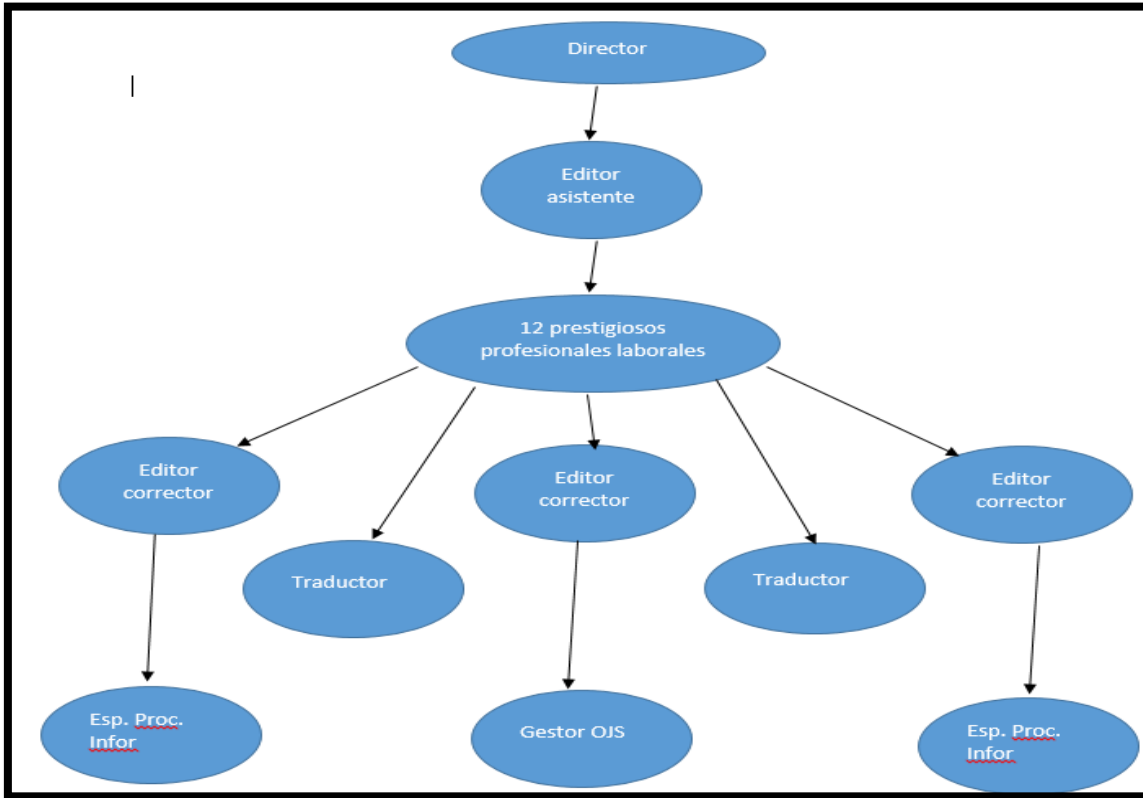 Director
Editor
asistente
12 prestigiosos
profesionales laborales
Editor
corrector
Editor
corrector
Editor
corrector
Traductor
Traductor
Esp. Proc.
Infor
Gestor OJS
Esp. Proc.
Infor